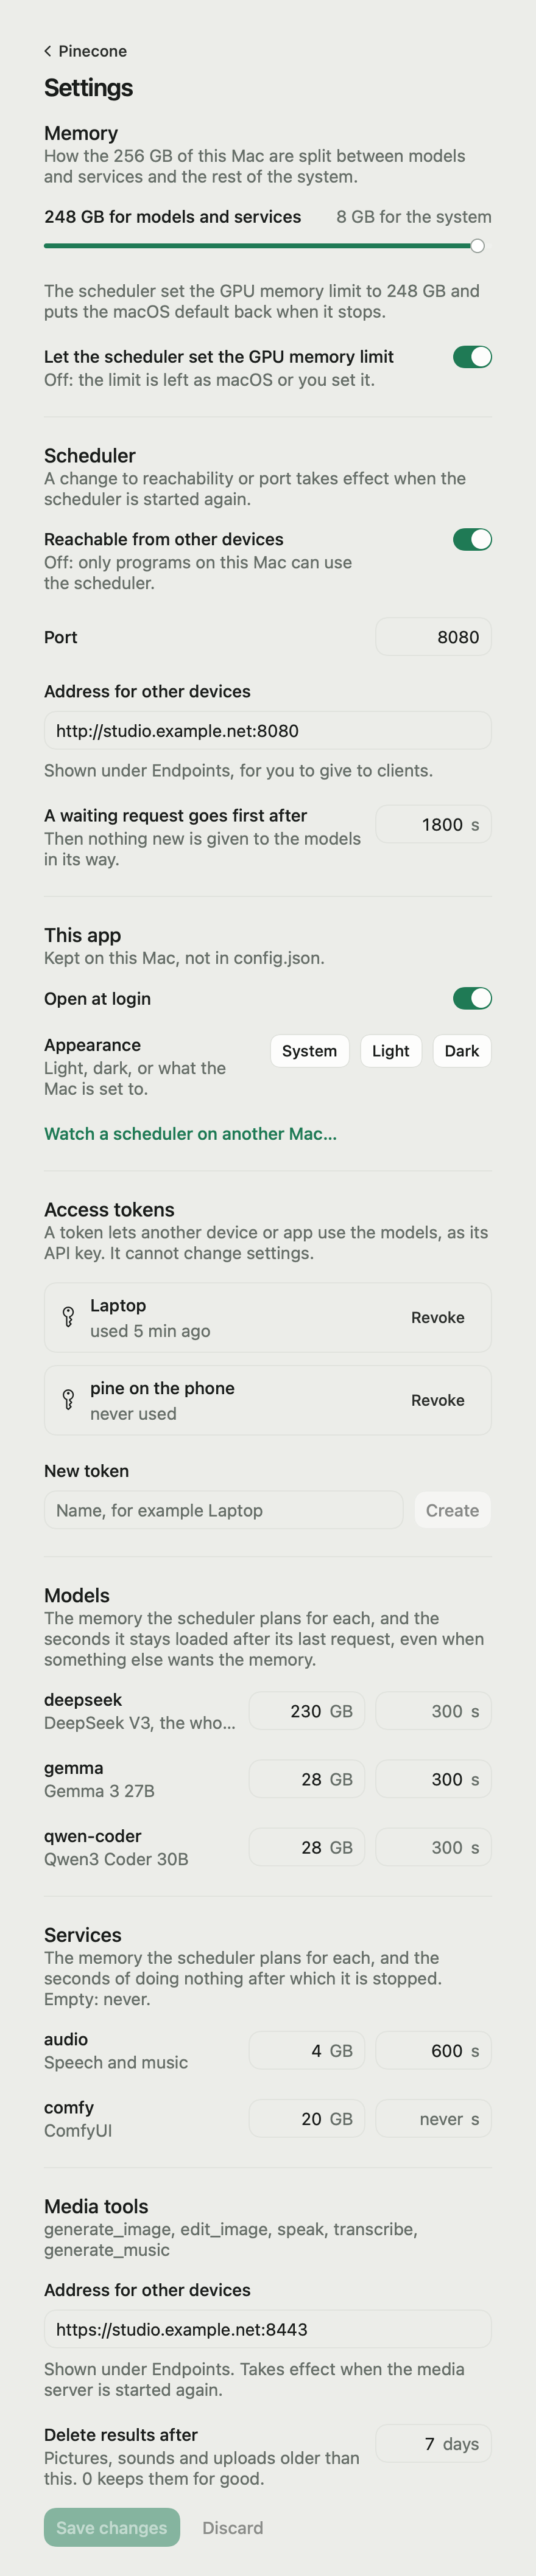 Pinecone
Settings
Memory
How the 256 GB of this Mac are split between models
and services and the rest of the system.
248 GB for models and services 8 GB for the system
The scheduler set the GPU memory limit to 248 GB and
puts the macOS default back when it stops.
Let the scheduler set the GPU memory limit
Off: the limit is left as macOS or you set it.
Scheduler
A change to reachability or port takes effect when the
scheduler is started again.
Reachable from other devices
Off: only programs on this Mac can use
the scheduler.
Port 8080
Address for other devices
http://studio.example.net:8080
Shown under Endpoints, for you to give to clients.
A waiting request goes first after 1800 s
Then nothing new is given to the models
in its way.
This app
Kept on this Mac, not in config.json.
Open at login
Appearance System Light Dark
Light, dark, or what the
Mac is set to.
Watch a scheduler on another Mac...
Access tokens
A token lets another device or app use the models, as its
API key. It cannot change settings.
Laptop
used 5 min ago
Revoke
pine on the phone
never used
Revoke
New token
Name, for example Laptop Create
Models
The memory the scheduler plans for each, and the
seconds it stays loaded after its last request, even when
something else wants the memory.
deepseek 230 GB 300 s
DeepSeek V3, the who...
gemma 28 GB 300 s
Gemma 3 27B
qwen-coder 28 GB 300 s
Qwen3 Coder 30B
Services
The memory the scheduler plans for each, and the
seconds of doing nothing after which it is stopped.
Empty: never.
audio 4 GB 600 s
Speech and music
comfy 20 GB never s
ComfyUI
Media tools
generate_image, edit_image, speak, transcribe,
generate_music
Address for other devices
https://studio.example.net:8443
Shown under Endpoints. Takes effect when the media
server is started again.
Delete results after 7 days
Pictures, sounds and uploads older than
this. 0 keeps them for good.
Save changes Discard